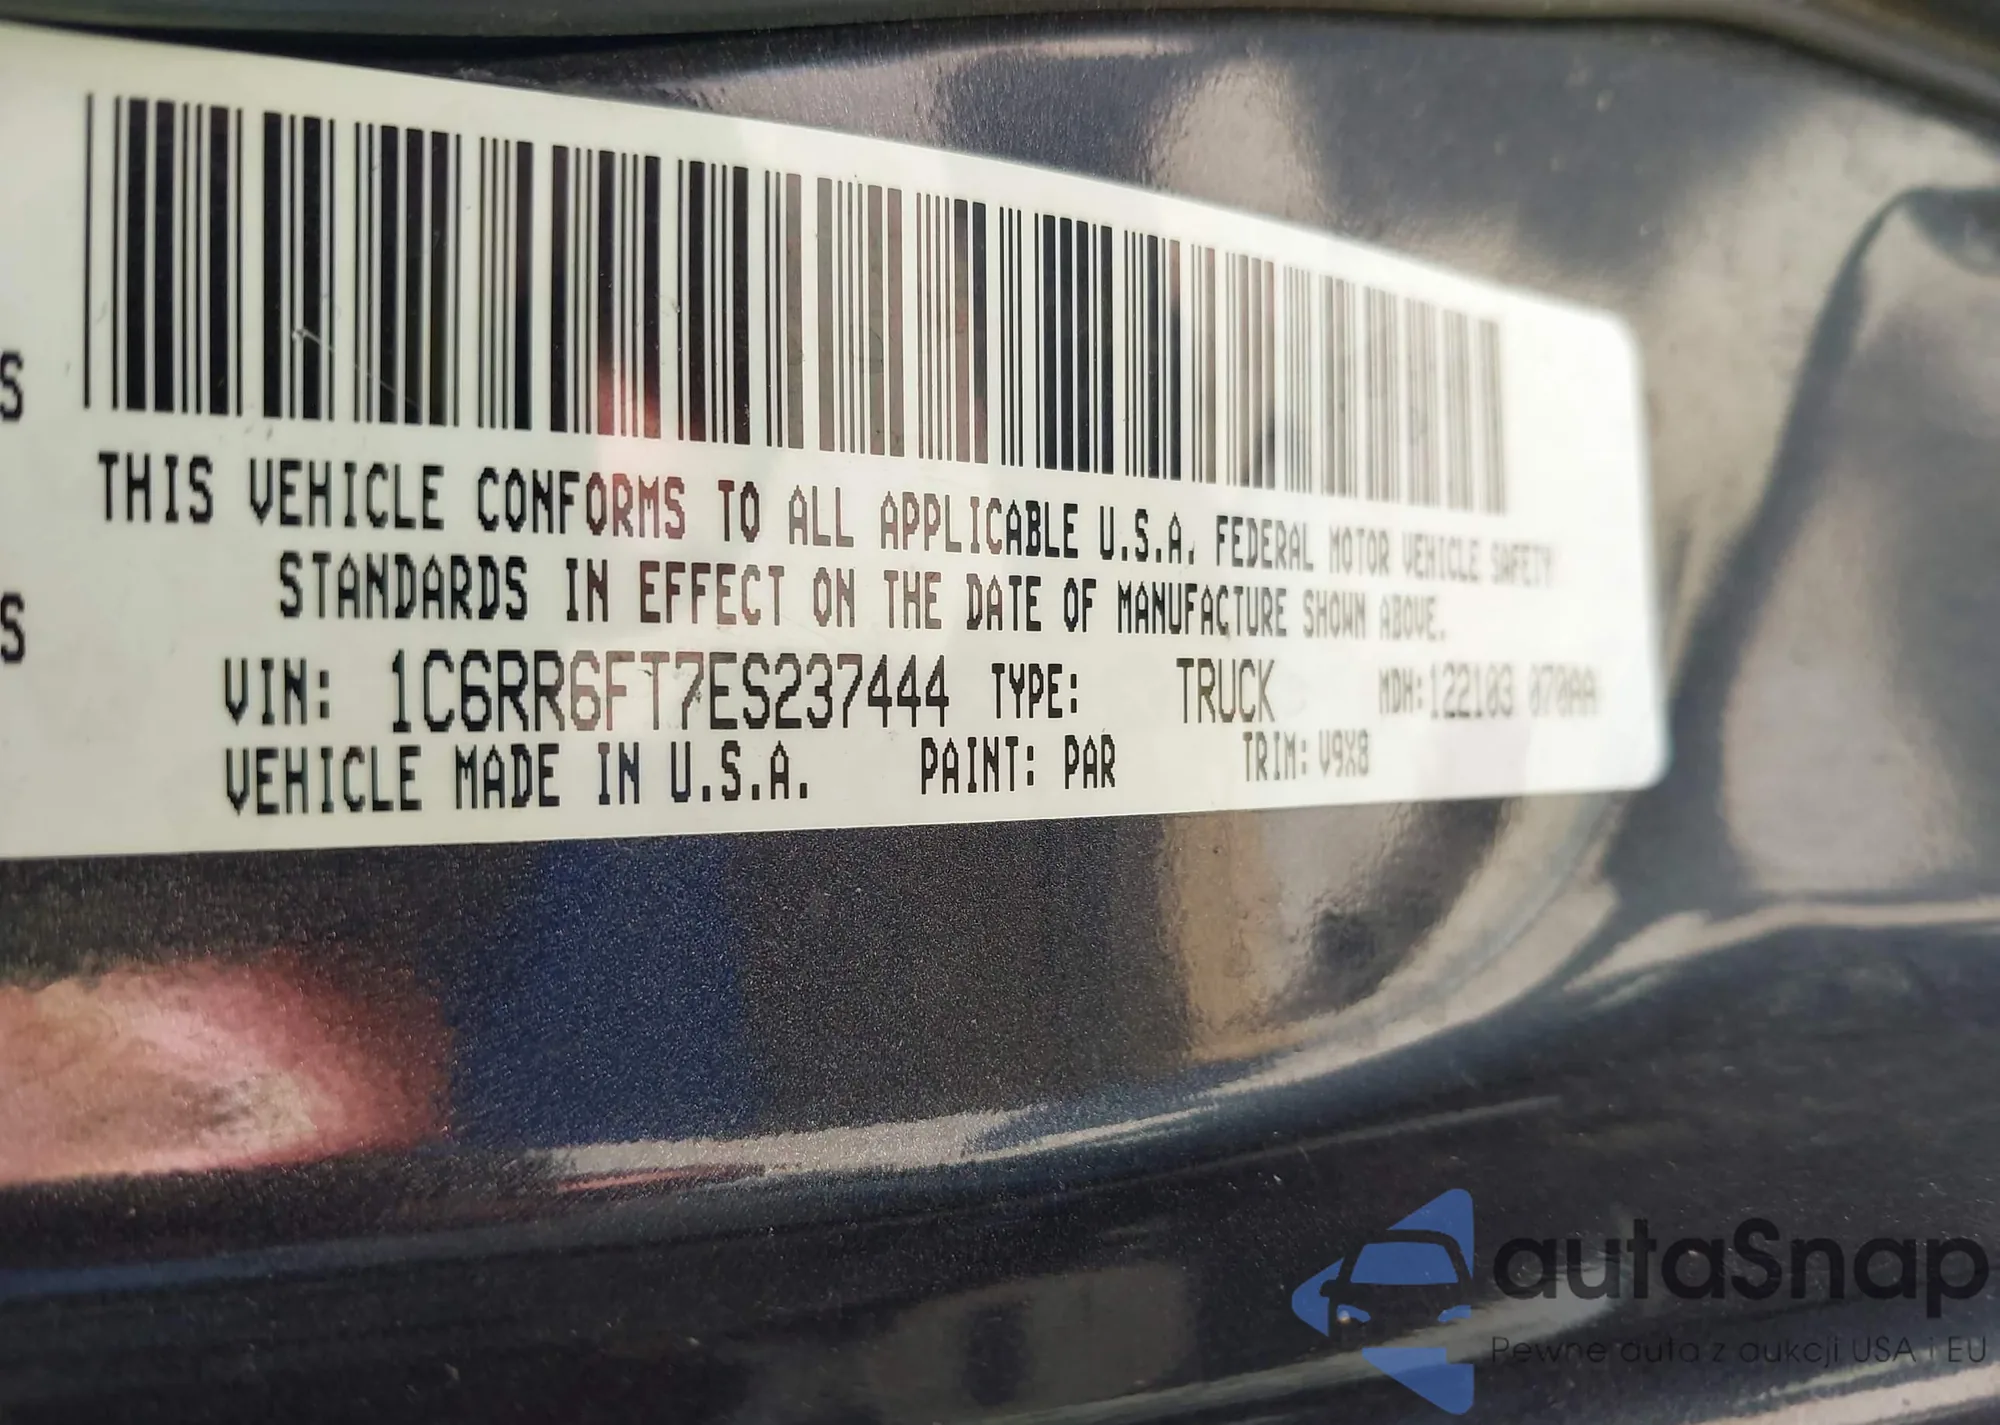 S
THIS VEHICLE CONFORMS TO ALL APPLICABLE U.S.A. FEDERAL MOTOR VEHICLE SAFETY
STANDARDS IN EFFECT ON THE DATE OF MANUFACTURE SHOWN ABOVE.
S
VIN: 1C6RR6FT7ES237444 TYPE: TRUCK MDH:122103 070AA
VEHICLE MADE IN U.S.A. PAINT: PAR TRIM: V9X8
autaSnap
Pewne auta z aukcji USA i EU